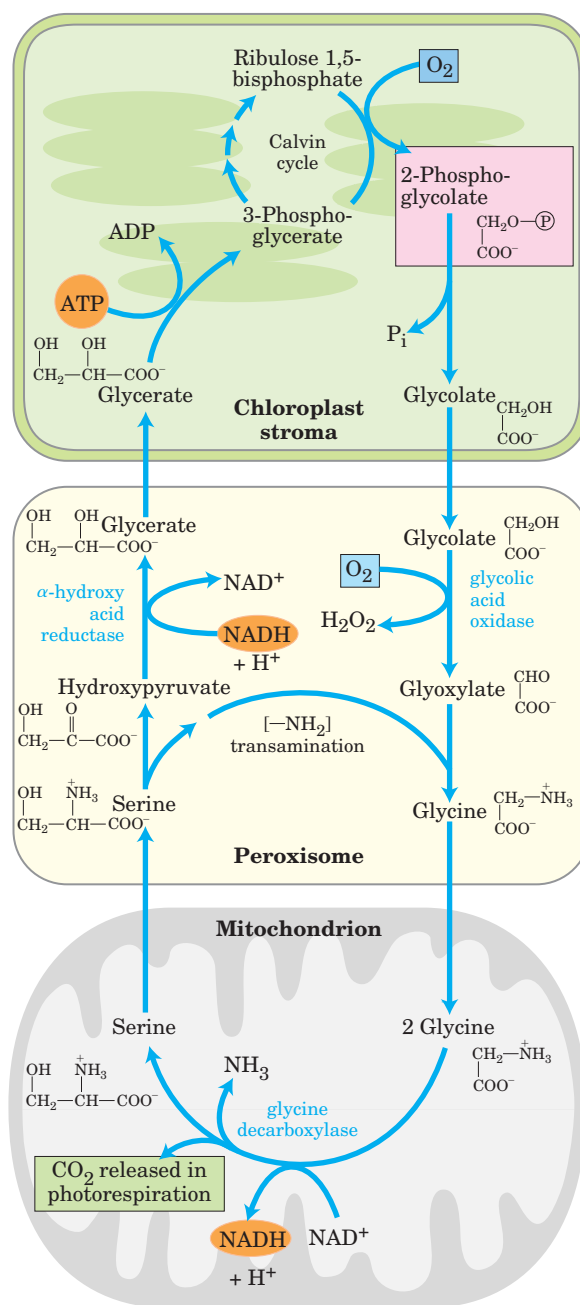 Ribulose 1,5-
bisphosphate
O₂
Calvin
cycle
2-Phospho-
glycolate
CH₂O—Ⓟ
COO⁻
3-Phospho-
glycerate
ADP
ATP
Pᵢ
OH OH
CH₂—CH—COO⁻
Glycerate
Glycolate
CH₂OH
COO⁻
Chloroplast
stroma
Glycerate
OH OH
CH₂—CH—COO⁻
Glycolate
CH₂OH
COO⁻
α-hydroxy
acid
reductase
NAD⁺
NADH
+ H⁺
O₂
H₂O₂
glycolic
acid
oxidase
Hydroxypyruvate
OH O
CH₂—C—COO⁻
Glyoxylate
CHO
COO⁻
[—NH₂]
transamination
OH N⁺H₃
CH₂—CH—COO⁻
Serine
Glycine
CH₂—N⁺H₃
COO⁻
Peroxisome
Mitochondrion
Serine
OH N⁺H₃
CH₂—CH—COO⁻
2 Glycine
CH₂—N⁺H₃
COO⁻
NH₃
glycine
decarboxylase
CO₂ released in
photorespiration
NADH
+ H⁺
NAD⁺